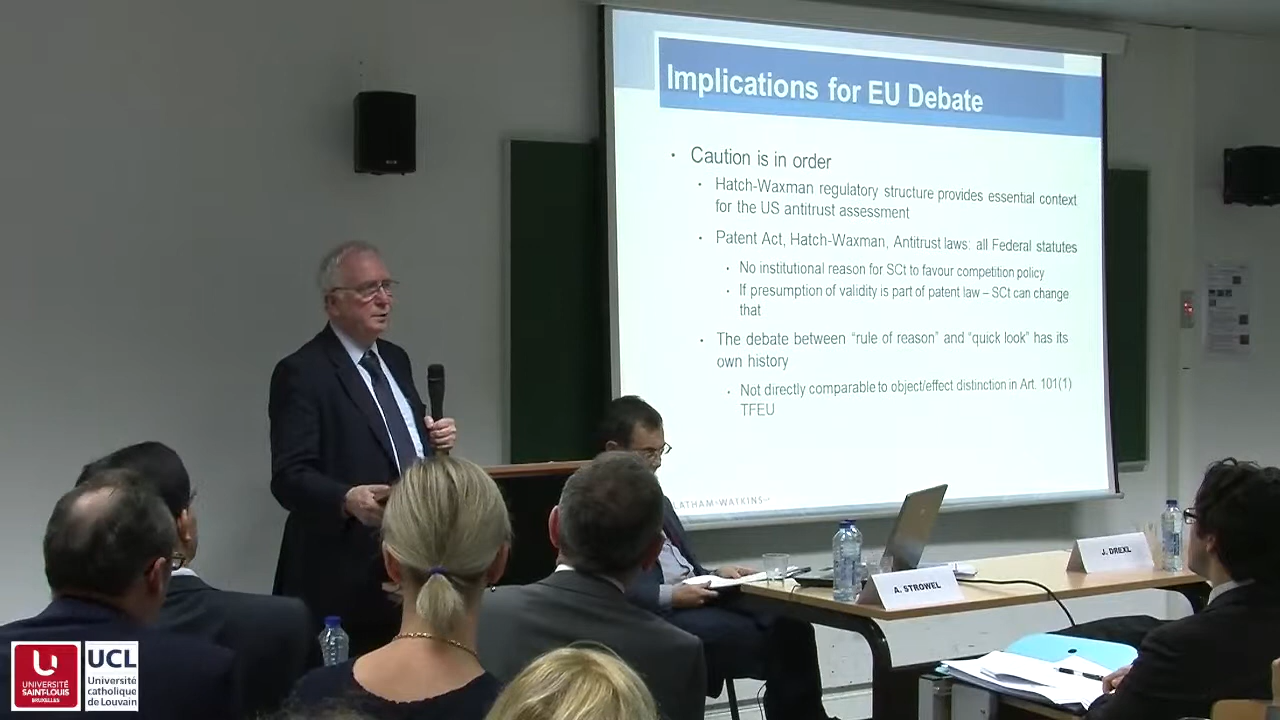 Implications for EU Debate
• Caution is in order
• Hatch-Waxman regulatory structure provides essential context
for the US antitrust assessment
• Patent Act, Hatch-Waxman, Antitrust laws: all Federal statutes
• No institutional reason for SCt to favour competition policy
• If presumption of validity is part of patent law – SCt can change
that
• The debate between “rule of reason” and “quick look” has its
own history
• Not directly comparable to object/effect distinction in Art. 101(1)
TFEU
LATHAM&WATKINS
A. STROWEL
J. DREXL
UNIVERSITÉ
SAINT-LOUIS
BRUXELLES
UCL
Université
catholique
de Louvain